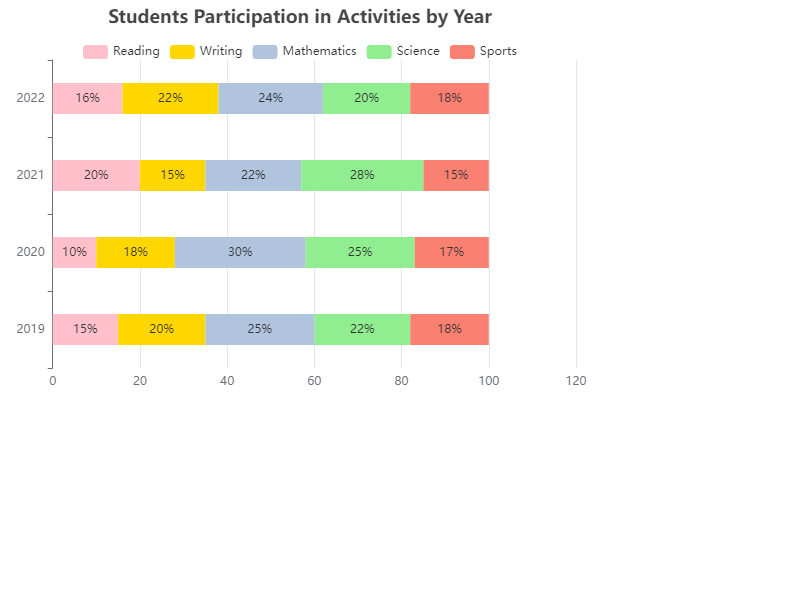 Students Participation in Activities by Year
Reading Writing Mathematics Science Sports
2022 16% 22% 24% 20% 18%
2021 20% 15% 22% 28% 15%
2020 10% 18% 30% 25% 17%
2019 15% 20% 25% 22% 18%
0 20 40 60 80 100 120